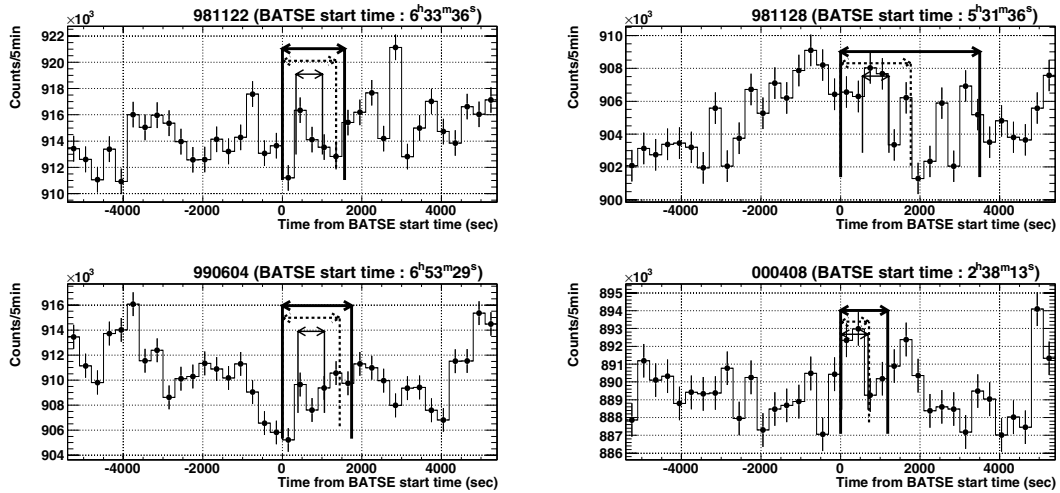 981122 (BATSE start time : 6h33m36s)
×10³
Counts/5min
922
920
918
916
914
912
910
-4000 -2000 0 2000 4000
Time from BATSE start time (sec)
981128 (BATSE start time : 5h31m36s)
×10³
Counts/5min
910
908
906
904
902
900
-4000 -2000 0 2000 4000
Time from BATSE start time (sec)
990604 (BATSE start time : 6h53m29s)
×10³
Counts/5min
916
914
912
910
908
906
904
-4000 -2000 0 2000 4000
Time from BATSE start time (sec)
000408 (BATSE start time : 2h38m13s)
×10³
Counts/5min
895
894
893
892
891
890
889
888
887
886
-4000 -2000 0 2000 4000
Time from BATSE start time (sec)